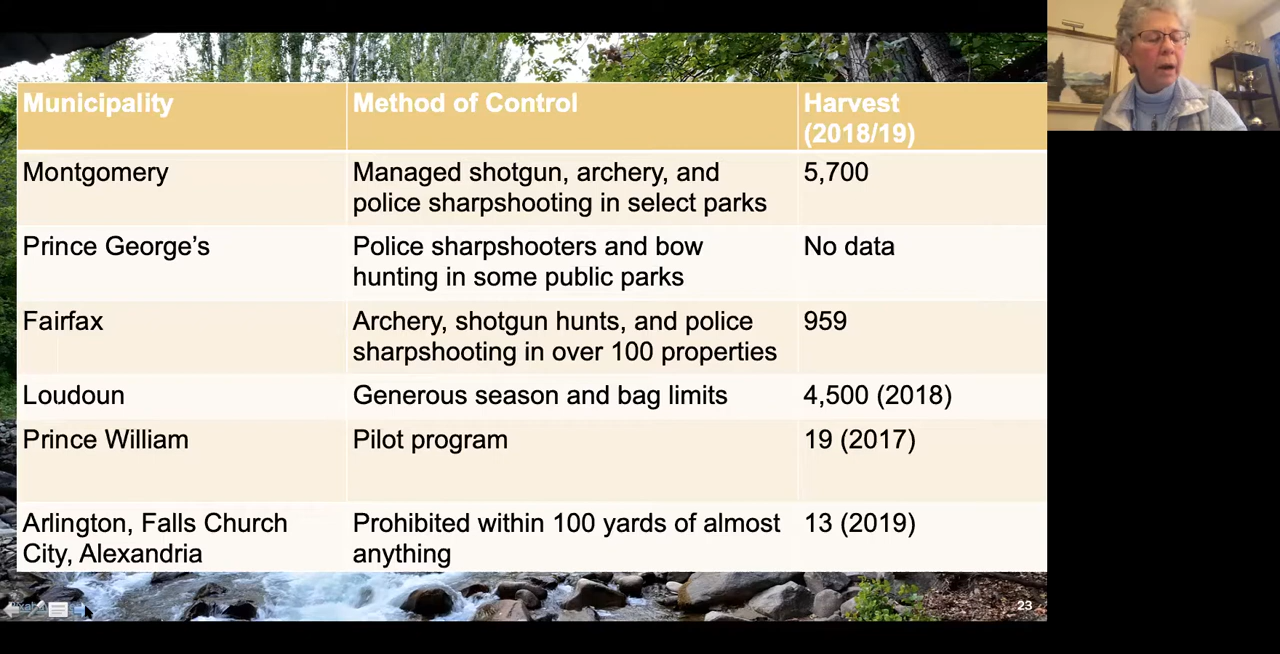 Municipality
Method of Control
Harvest
(2018/19)
Montgomery
Managed shotgun, archery, and
police sharpshooting in select parks
5,700
Prince George's
Police sharpshooters and bow
hunting in some public parks
No data
Fairfax
Archery, shotgun hunts, and police
sharpshooting in over 100 properties
959
Loudoun
Generous season and bag limits
4,500 (2018)
Prince William
Pilot program
19 (2017)
Arlington, Falls Church
City, Alexandria
Prohibited within 100 yards of almost
anything
13 (2019)
23